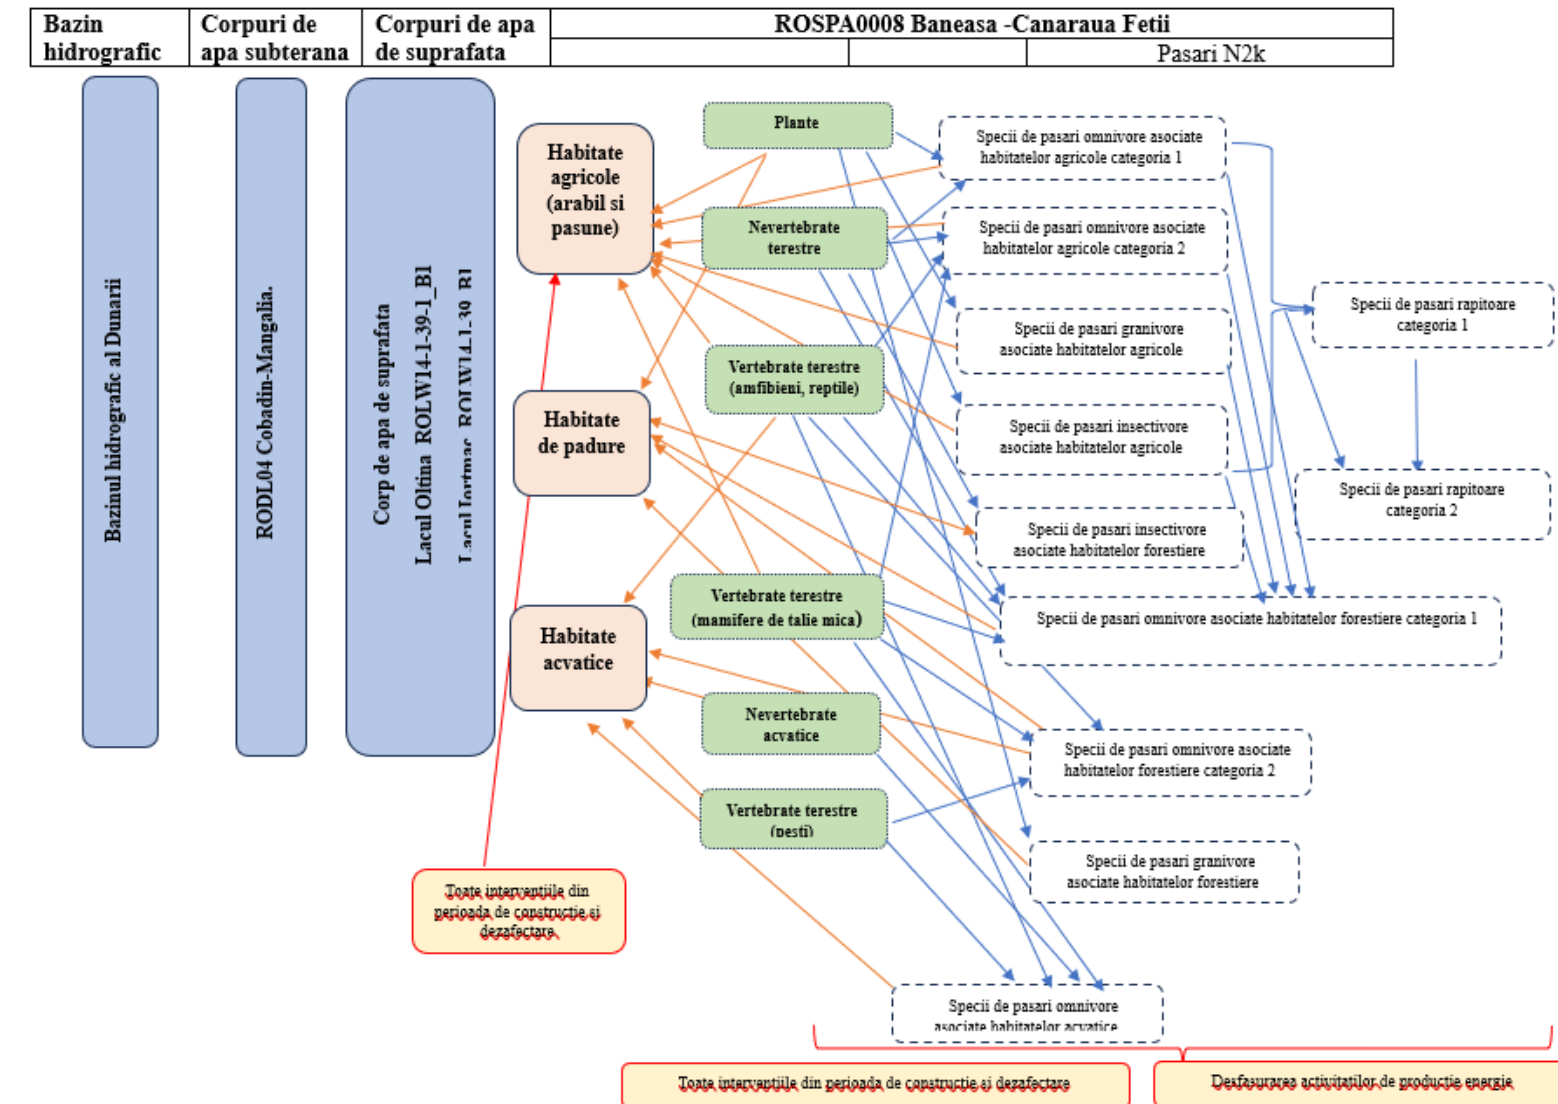 Bazin
hidrografic
Corpuri de
apa subterana
Corpuri de apa
de suprafata
ROSPA0008 Baneasa -Canaraua Fetii
Pasari N2k
Bazinul hidrografic al Dunarii
RODL04 Cobadin-Mangalia.
Corp de apa de suprafata
Lacul Oltina ROLW14-1-39-1_B1
Lacul Iortmac ROLW14-1-39 B1
Habitate
agricole
(arabil si
pasune)
Habitate
de padure
Habitate
acvatice
Plante
Nevertebrate
terestre
Vertebrate terestre
(amfibieni, reptile)
Vertebrate terestre
(mamifere de talie mica)
Nevertebrate
acvatice
Vertebrate terestre
(pesti)
Specii de pasari omnivore asociate
habitatelor agricole categoria 1
Specii de pasari omnivore asociate
habitatelor agricole categoria 2
Specii de pasari granivore
asociate habitatelor agricole
Specii de pasari insectivore
asociate habitatelor agricole
Specii de pasari insectivore
asociate habitatelor forestiere
Specii de pasari omnivore asociate habitatelor forestiere categoria 1
Specii de pasari omnivore asociate
habitatelor forestiere categoria 2
Specii de pasari granivore
asociate habitatelor forestiere
Specii de pasari omnivore
asociate habitatelor acvatice
Specii de pasari rapitoare
categoria 1
Specii de pasari rapitoare
categoria 2
Toate interventiile din
perioada de constructie si
dezafectare
Toate interventiile din perioada de constructie si dezafectare
Desfasurarea activitatilor de productie energie